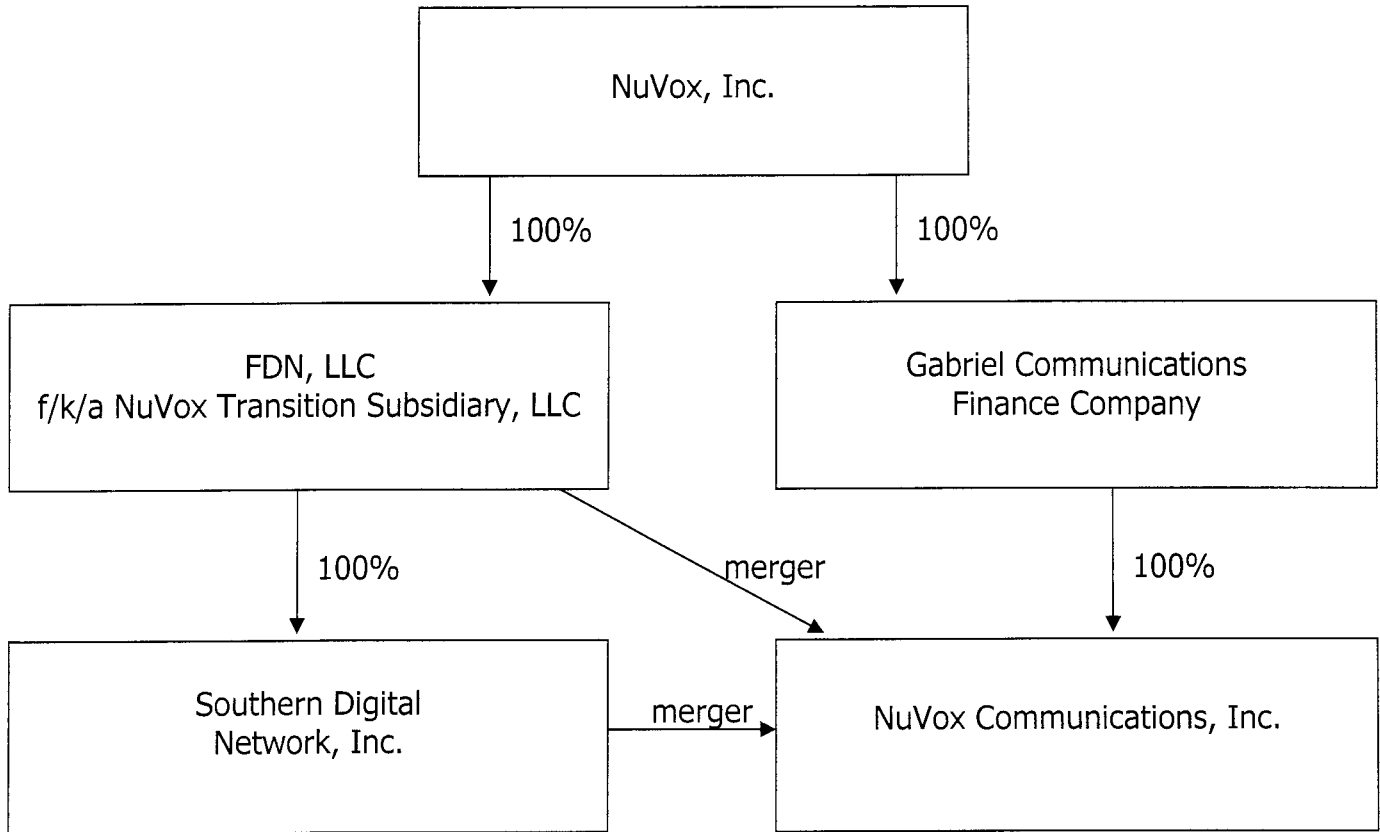 NuVox, Inc.
100%
100%
FDN, LLC
f/k/a NuVox Transition Subsidiary, LLC
Gabriel Communications
Finance Company
100%
merger
100%
Southern Digital
Network, Inc.
merger
NuVox Communications, Inc.